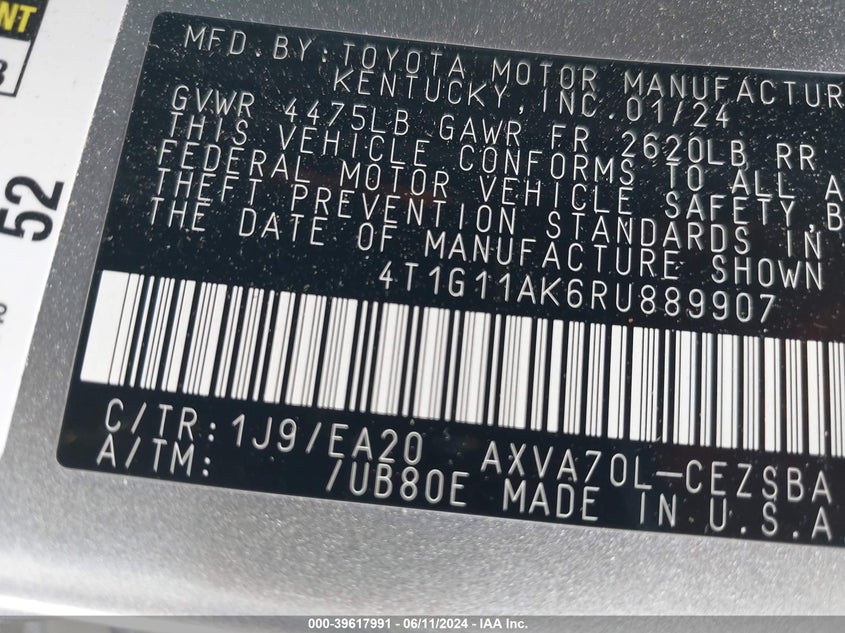 NT
52
MFD.BY:TOYOTA MOTOR MANUFACTUR
KENTUCKY,INC.01/24
GVWR 4475LB GAWR FR 2620LB RR
THIS VEHICLE CONFORMS TO ALL A
FEDERAL MOTOR VEHICLE SAFETY,B
THEFT PREVENTION STANDARDS IN
THE DATE OF MANUFACTURE SHOWN
4T1G11AK6RU889907
C/TR:1J9/EA20 AXVA70L-CEZSBA
A/TM: /UB80E MADE IN U.S.A
000-39617991 - 06/11/2024 - IAA Inc.